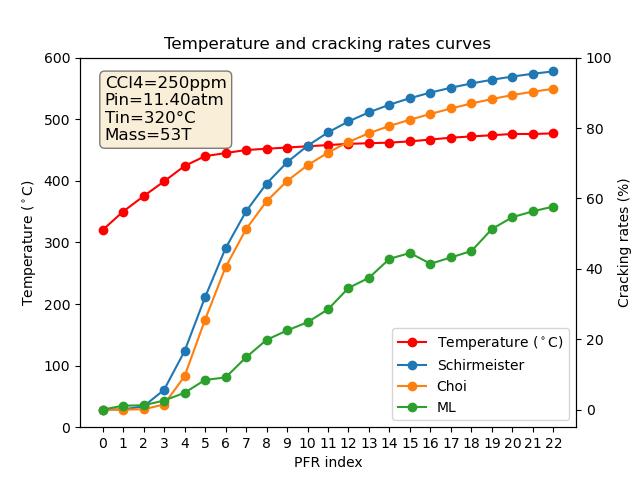 Temperature and cracking rates curves
CCl4=250ppm
Pin=11.40atm
Tin=320°C
Mass=53T
600
500
400
300
200
100
0
Temperature (°C)
100
80
60
40
20
0
Cracking rates (%)
Temperature (°C)
Schirmeister
Choi
ML
0 1 2 3 4 5 6 7 8 9 10 11 12 13 14 15 16 17 18 19 20 21 22
PFR index